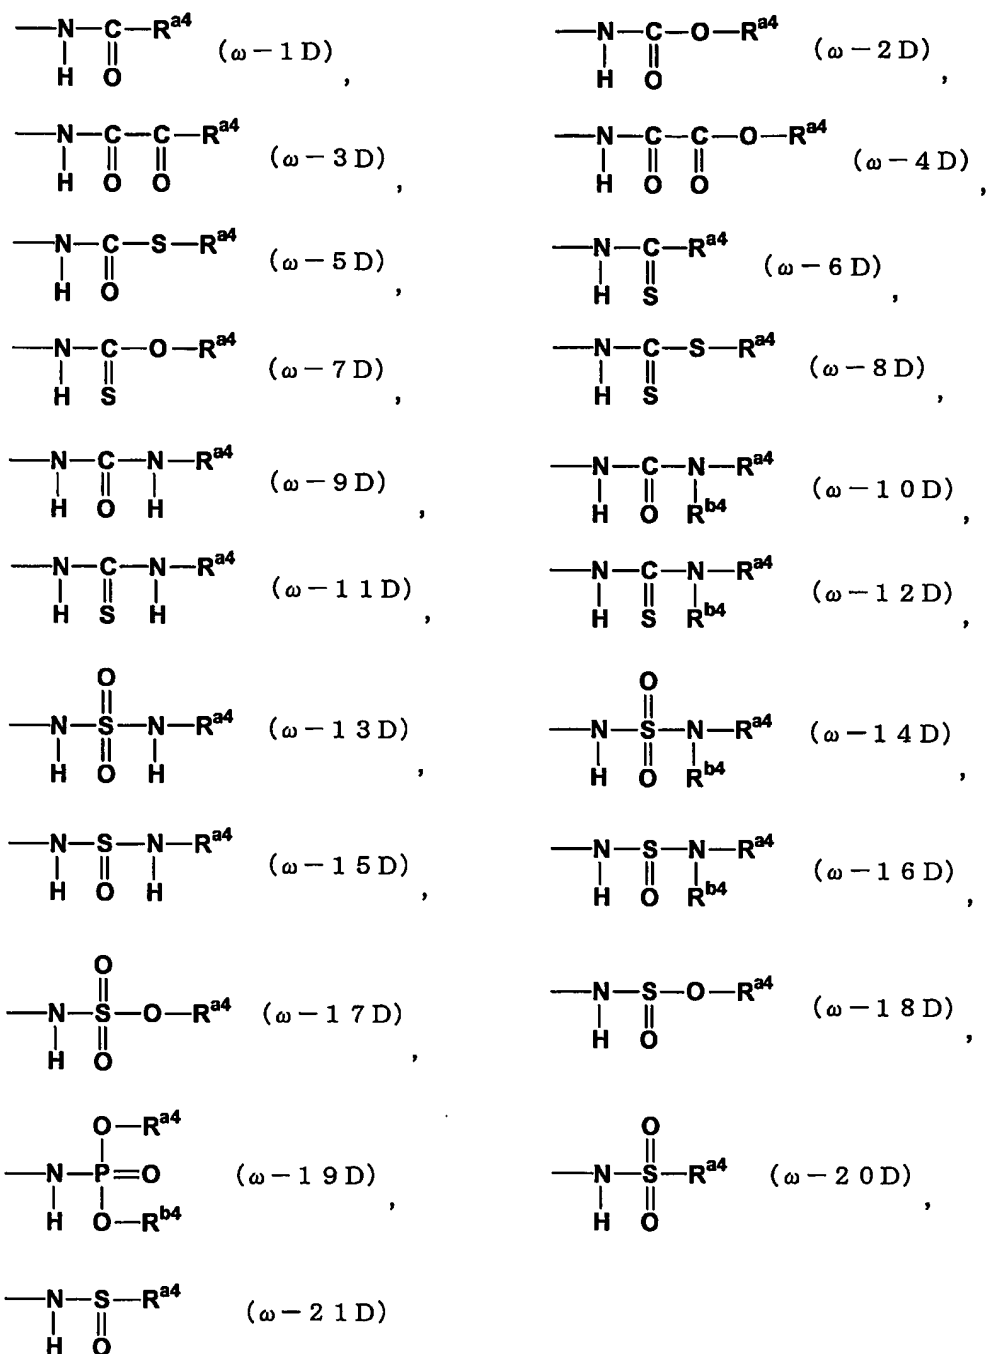 —N—C—R^a4 (ω−1D), —N—C—O—R^a4 (ω−2D),
H O H O
—N—C—C—R^a4 (ω−3D), —N—C—C—O—R^a4 (ω−4D),
H O O H O O
—N—C—S—R^a4 (ω−5D), —N—C—R^a4 (ω−6D),
H O H S
—N—C—O—R^a4 (ω−7D), —N—C—S—R^a4 (ω−8D),
H S H S
—N—C—N—R^a4 (ω−9D), —N—C—N—R^a4 (ω−10D),
H O H H O R^b4
—N—C—N—R^a4 (ω−11D), —N—C—N—R^a4 (ω−12D),
H S H H S R^b4
O O
—N—S—N—R^a4 (ω−13D), —N—S—N—R^a4 (ω−14D),
H O H H O R^b4
—N—S—N—R^a4 (ω−15D), —N—S—N—R^a4 (ω−16D),
H O H H O R^b4
O
—N—S—O—R^a4 (ω−17D), —N—S—O—R^a4 (ω−18D),
H O H O
O—R^a4 O
—N—P=O (ω−19D), —N—S—R^a4 (ω−20D),
H O—R^b4 H O
—N—S—R^a4 (ω−21D)
H O